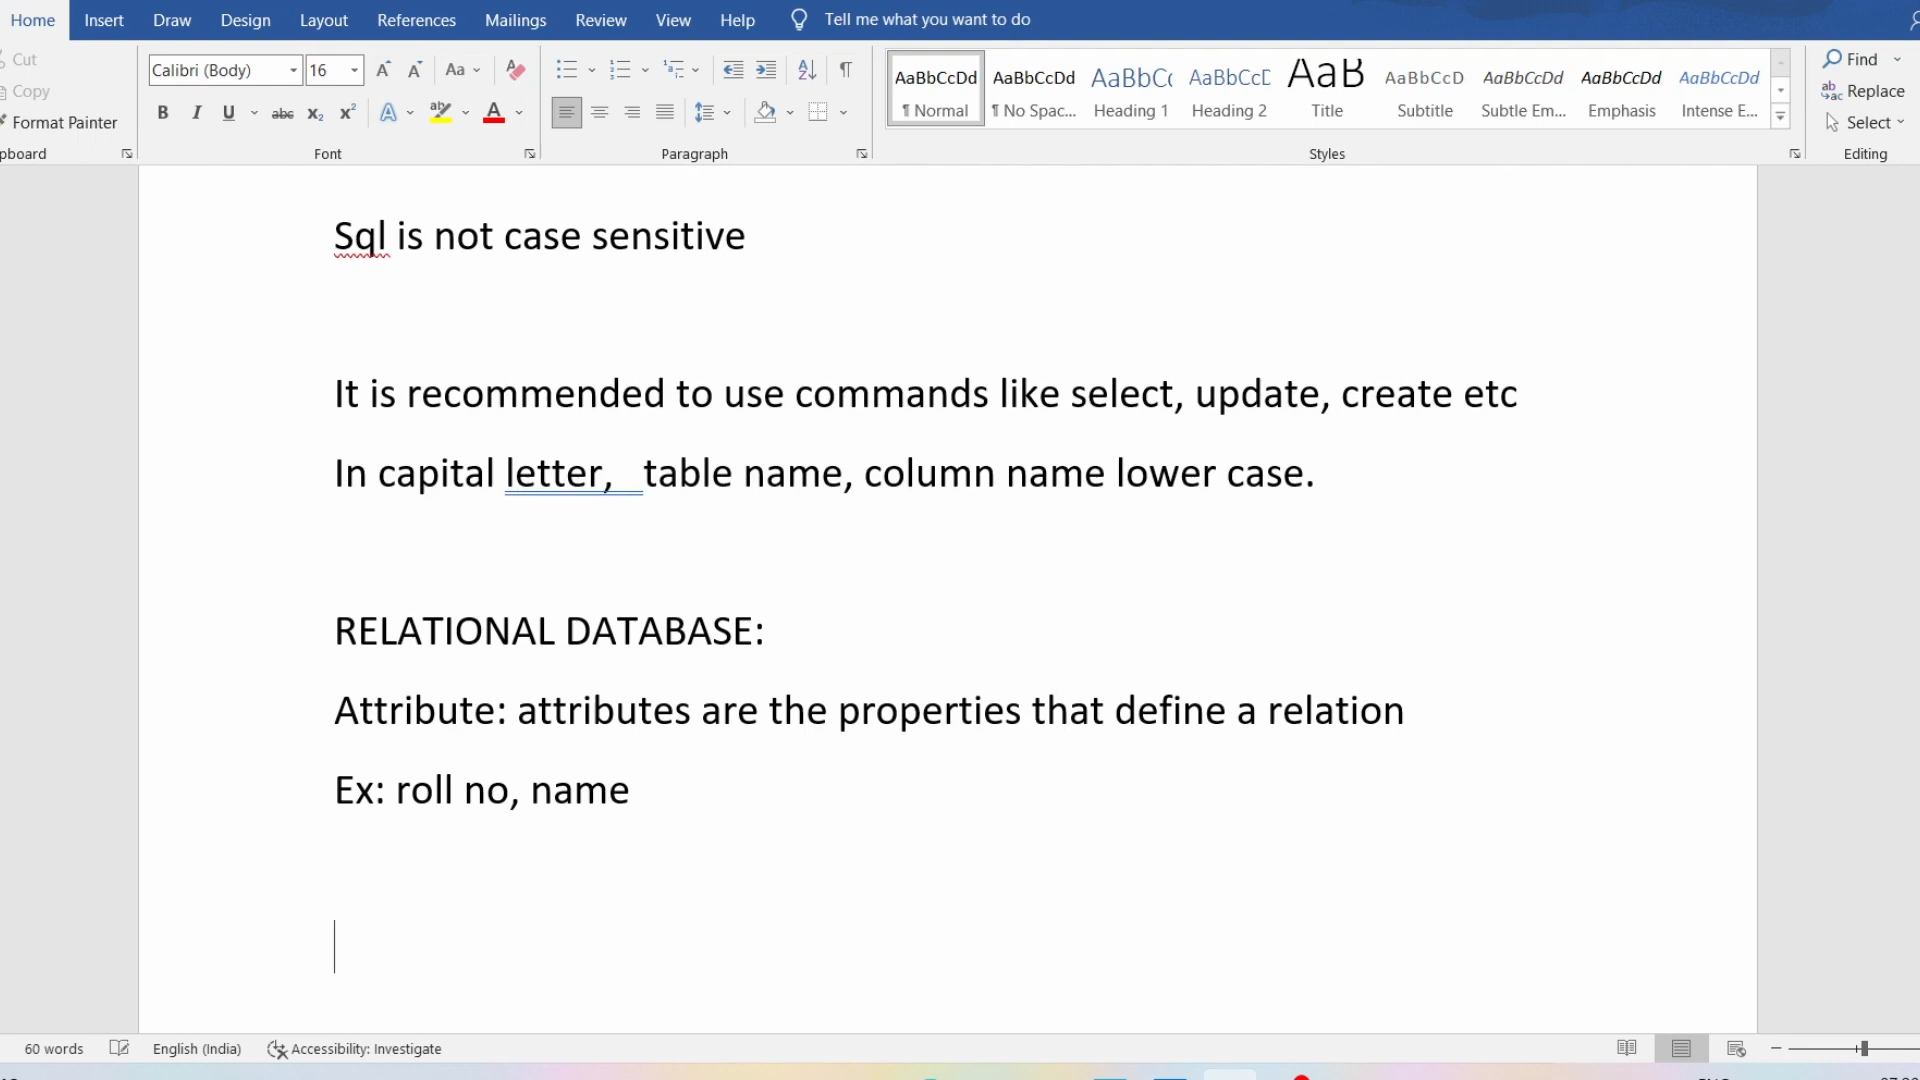 Home Insert Draw Design Layout References Mailings Review View Help Tell me what you want to do
Cut
Copy
Format Painter
Calibri (Body) 16
AaBbCcDd AaBbCcDd AaBbCc AaBbCcD AaB AaBbCcD AaBbCcDd AaBbCcDd AaBbCcDd
¶ Normal ¶ No Spac... Heading 1 Heading 2 Title Subtitle Subtle Em... Emphasis Intense E...
Find
Replace
Select
pboard Font Paragraph Styles Editing
Sql is not case sensitive
It is recommended to use commands like select, update, create etc
In capital letter, table name, column name lower case.
RELATIONAL DATABASE:
Attribute: attributes are the properties that define a relation
Ex: roll no, name
60 words English (India) Accessibility: Investigate